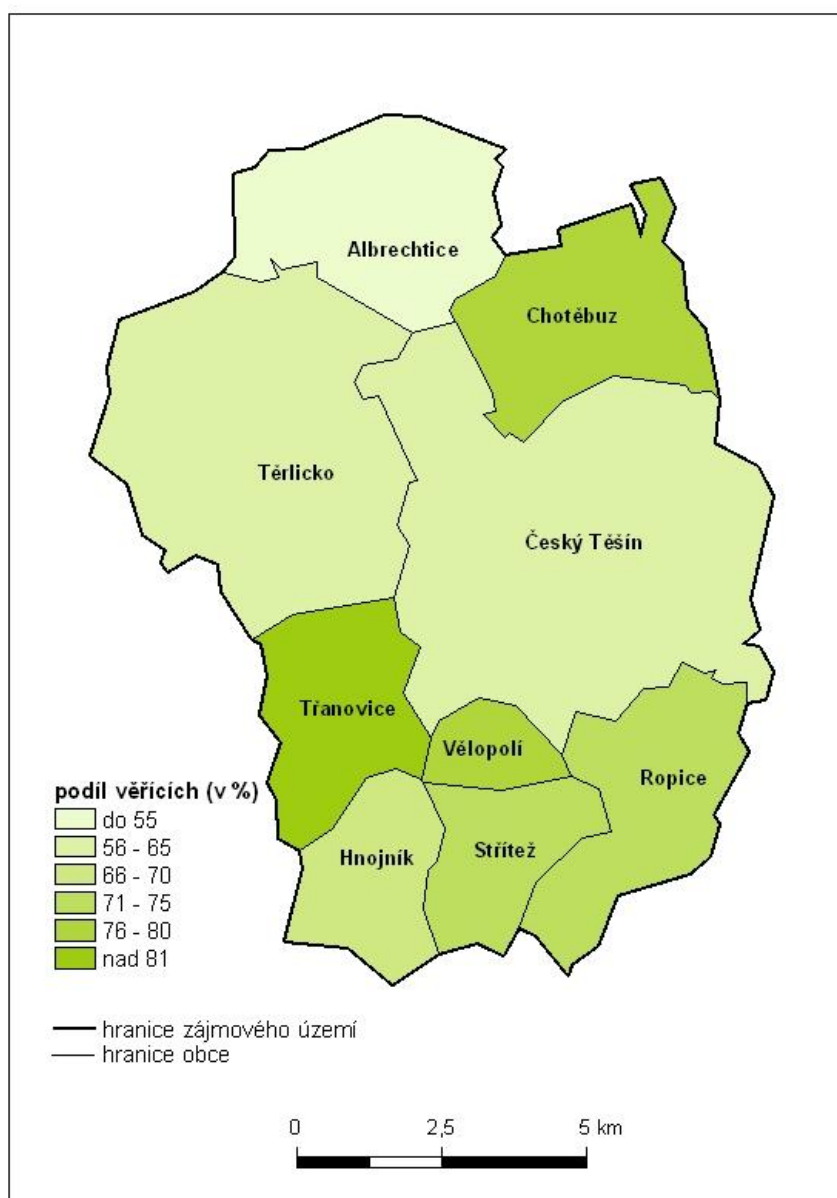 Albrechtice
Chotěbuz
Těrlicko
Český Těšín
Třanovice
Vělopolí
Ropice
Hnojník
Střítež
podíl věřících (v %)
do 55
56 - 65
66 - 70
71 - 75
76 - 80
nad 81
hranice zájmového území
hranice obce
0 2,5 5 km